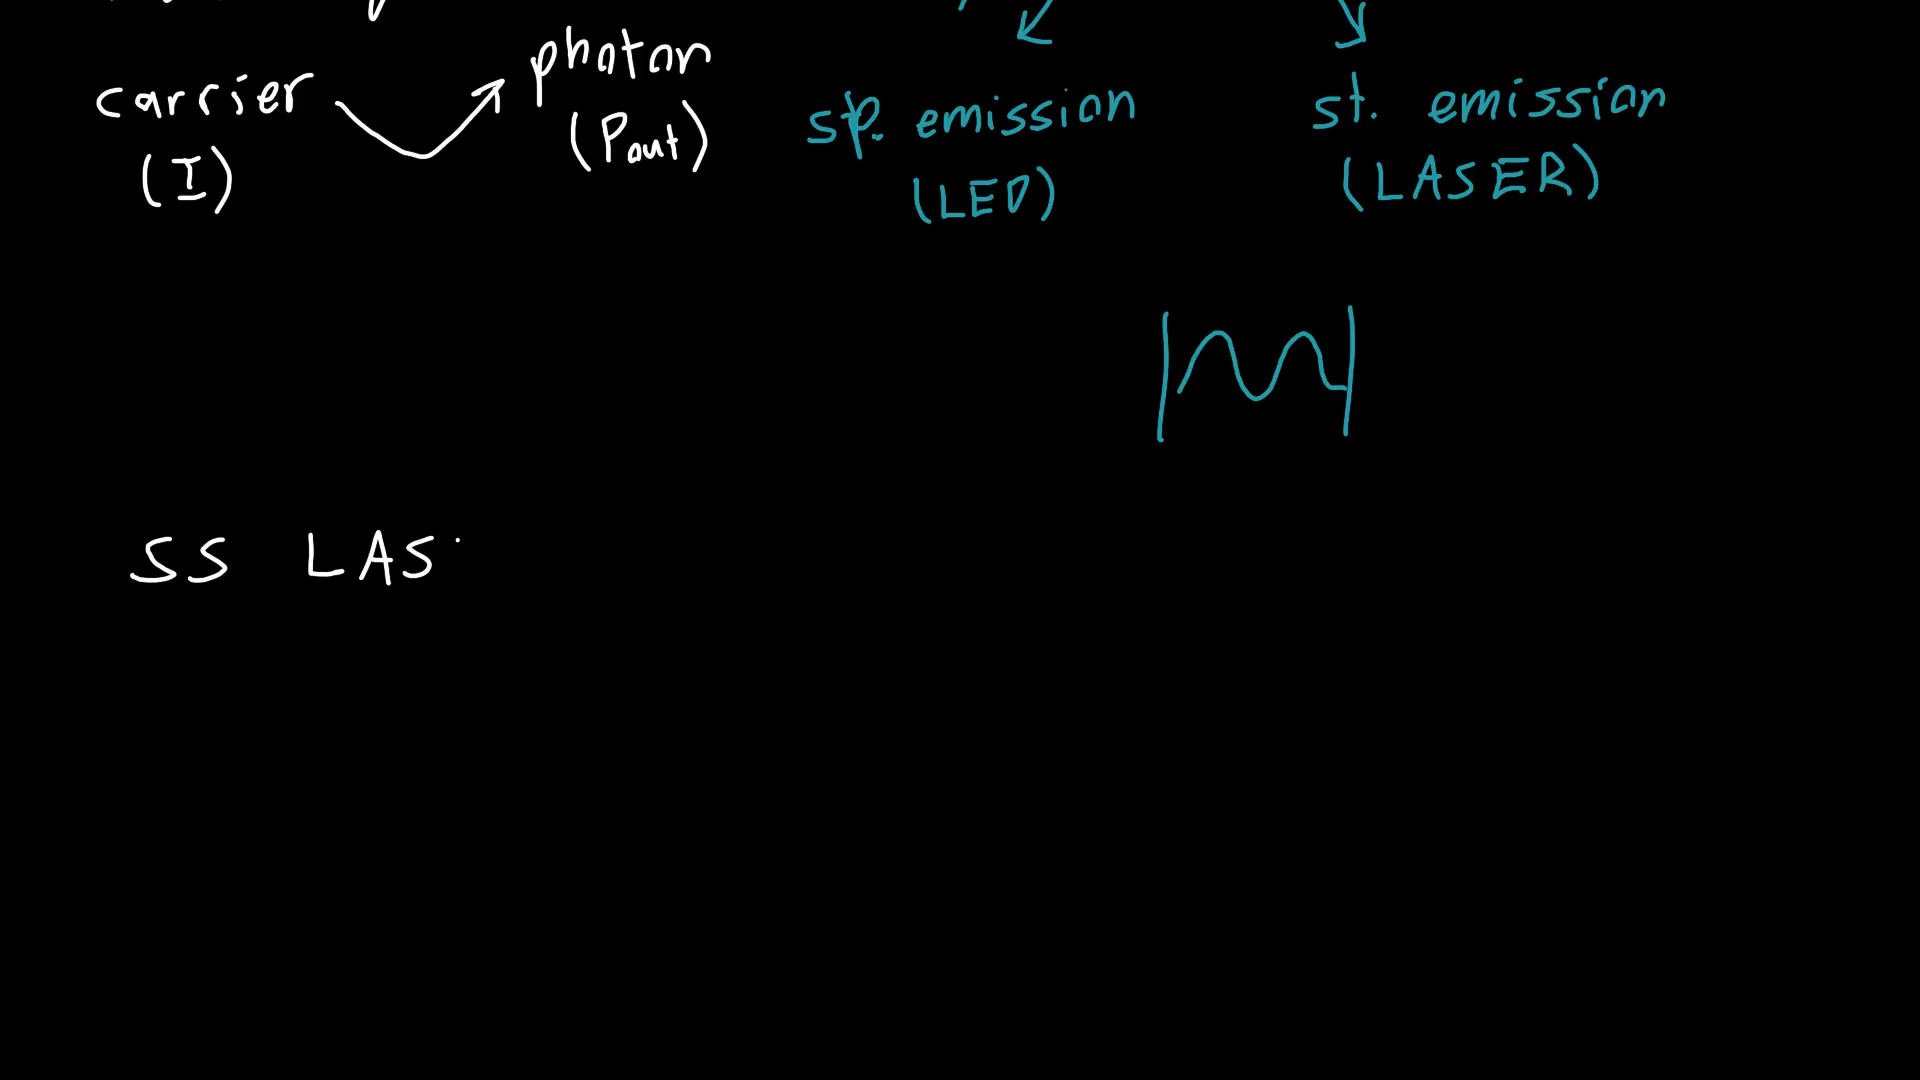 carrier
(I)
photon
(Pout)
sp. emission
(LED)
st. emission
(LASER)
SS LAS